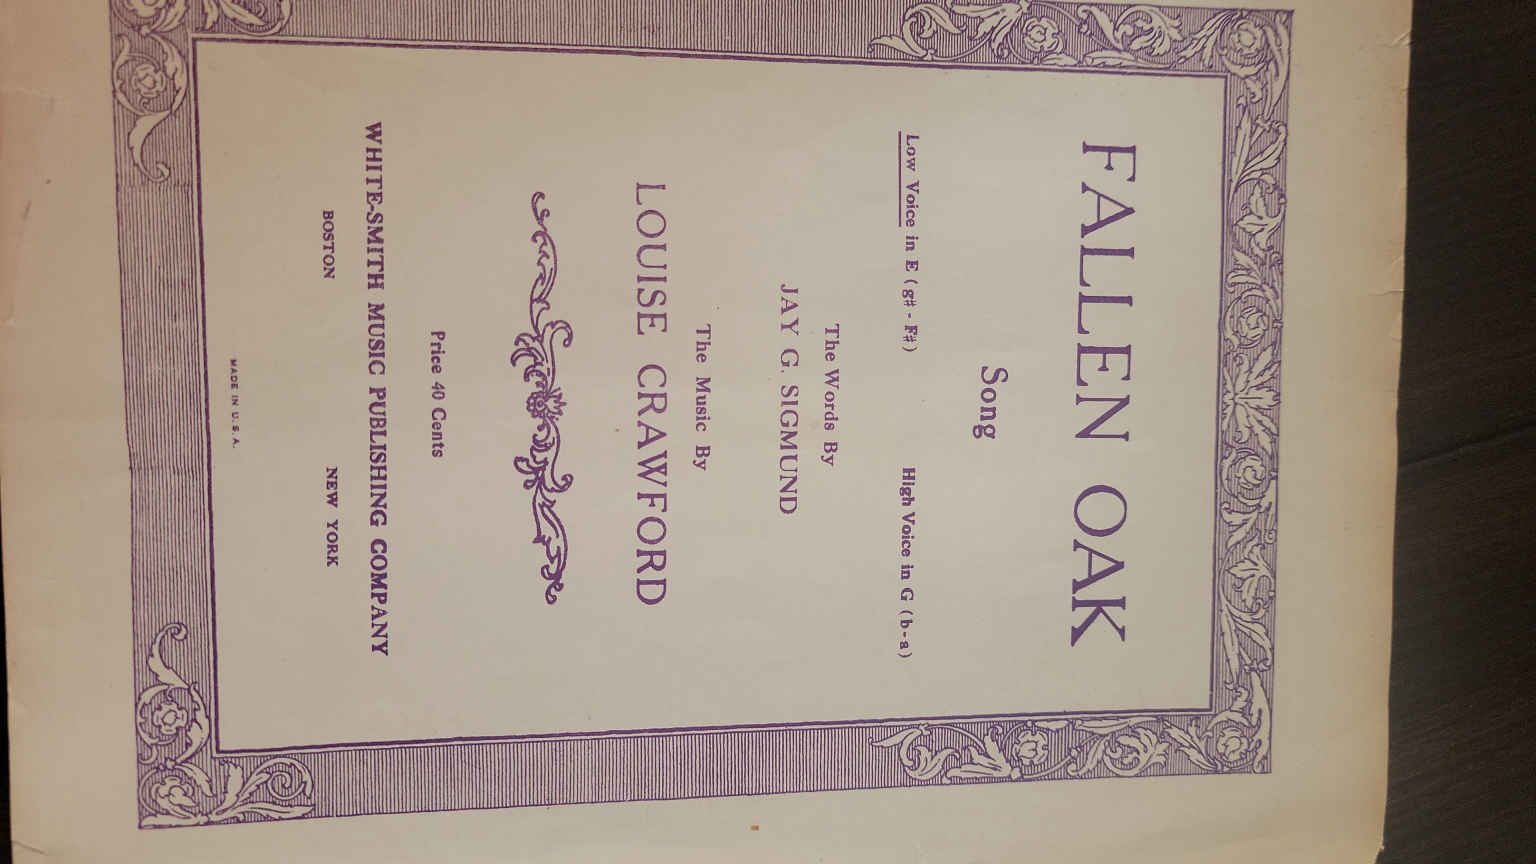 FALLEN OAK
Song
Low Voice in E (g# - F#) High Voice in G (b-a)
The Words By
JAY G. SIGMUND
The Music By
LOUISE CRAWFORD
Price 40 Cents
WHITE-SMITH MUSIC PUBLISHING COMPANY
BOSTON NEW YORK
MADE IN U.S.A.